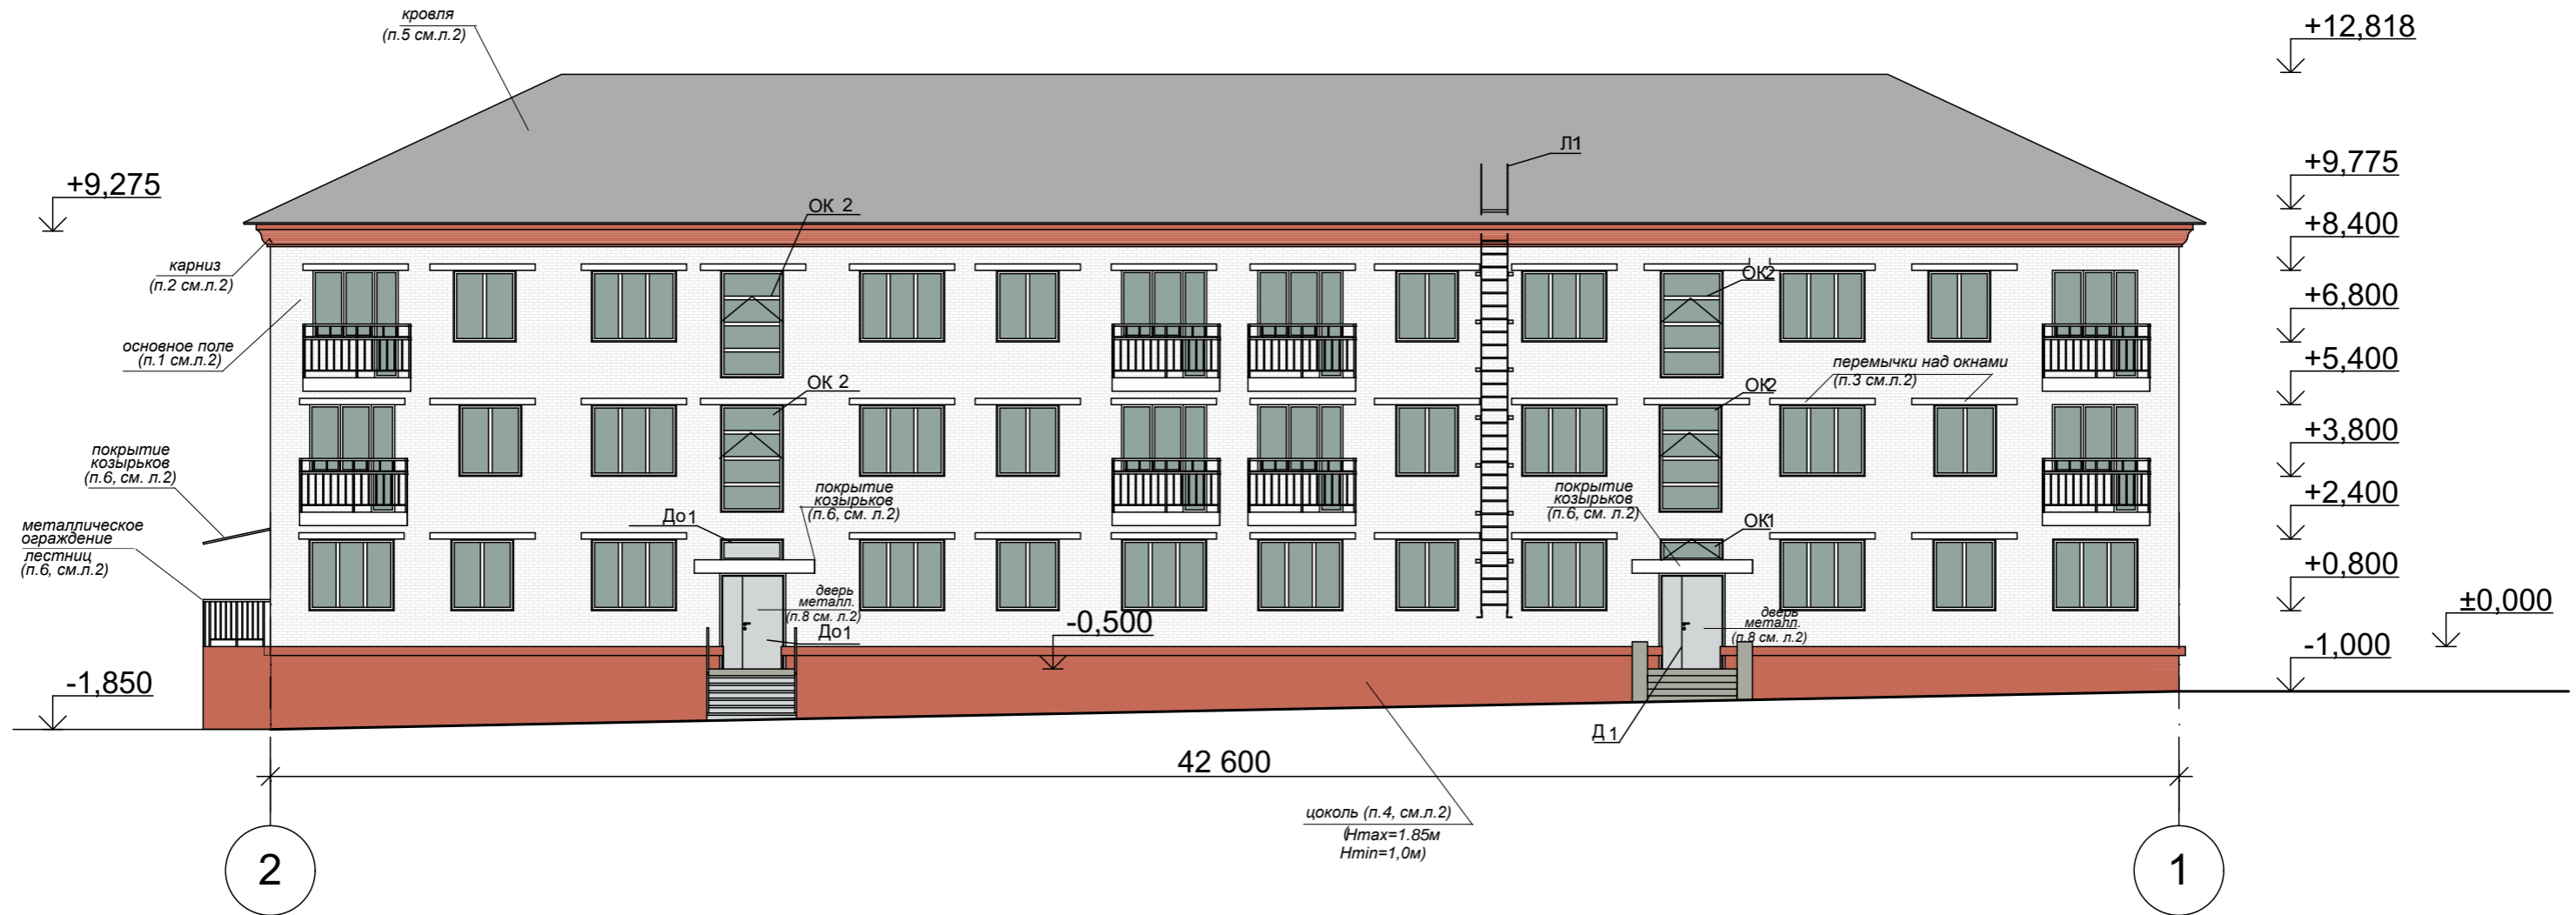 кровля
(п.5 см.л.2)
+12,818
Л1
+9,775
+9,275
ОК 2
+8,400
карниз
(п.2 см.л.2)
ОК2
+6,800
основное поле
(п.1 см.л.2)
перемычки над окнами
(п.3 см.л.2)
+5,400
ОК 2
ОК2
+3,800
покрытие
козырьков
(п.6, см. л.2)
покрытие
козырьков
(п.6, см. л.2)
покрытие
козырьков
(п.6, см. л.2)
+2,400
металлическое
ограждение
лестниц
(п.6, см.л.2)
До1
ОК1
+0,800
дверь
металл.
(п.8 см. л.2)
До1
-0,500
дверь
металл.
(п.8 см. л.2)
±0,000
-1,000
-1,850
Д1
42 600
цоколь (п.4, см.л.2)
(Hmax=1.85м
Hmin=1,0м)
2
1